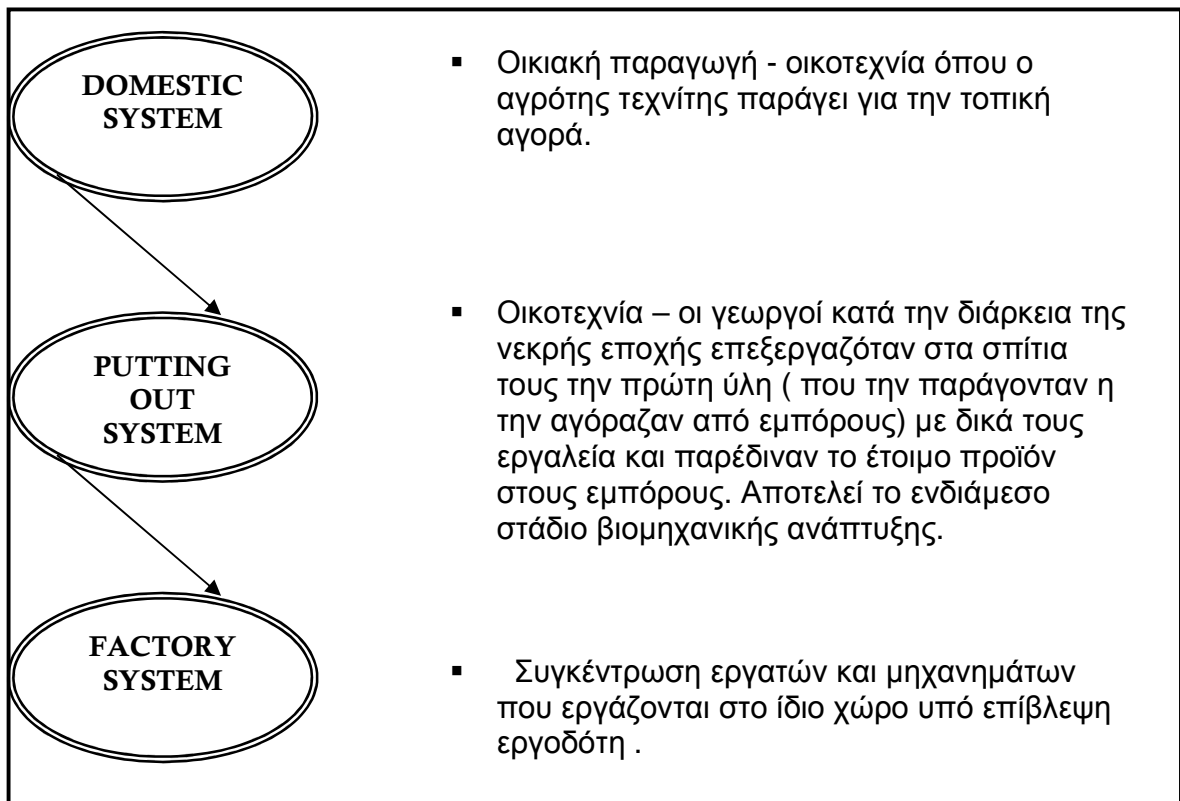 DOMESTIC
SYSTEM
▪ Οικιακή παραγωγή - οικοτεχνία όπου ο
αγρότης τεχνίτης παράγει για την τοπική
αγορά.
PUTTING
OUT
SYSTEM
▪ Οικοτεχνία – οι γεωργοί κατά την διάρκεια της
νεκρής εποχής επεξεργαζόταν στα σπίτια
τους την πρώτη ύλη ( που την παράγονταν η
την αγόραζαν από εμπόρους) με δικά τους
εργαλεία και παρέδιναν το έτοιμο προϊόν
στους εμπόρους. Αποτελεί το ενδιάμεσο
στάδιο βιομηχανικής ανάπτυξης.
FACTORY
SYSTEM
▪ Συγκέντρωση εργατών και μηχανημάτων
που εργάζονται στο ίδιο χώρο υπό επίβλεψη
εργοδότη .